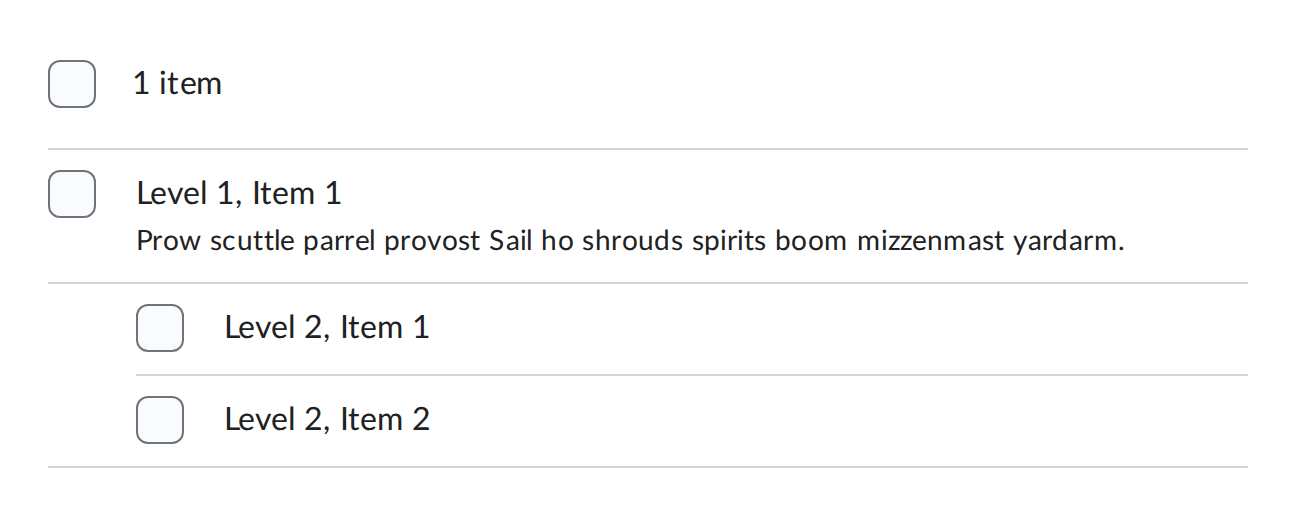 1 item
Level 1, Item 1
Prow scuttle parrel provost Sail ho shrouds spirits boom mizzenmast yardarm.
Level 2, Item 1
Level 2, Item 2